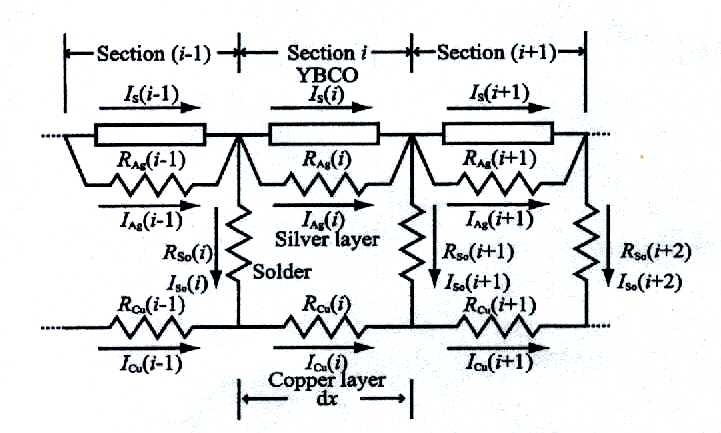 Section (i-1) Section i Section (i+1)
YBCO
Is(i-1) Is(i) Is(i+1)
RAg(i-1) RAg(i) RAg(i+1)
IAg(i-1) IAg(i) IAg(i+1)
Silver layer
RSo(i) RSo(i+1) RSo(i+2)
Solder
ISo(i) ISo(i+1) ISo(i+2)
RCu(i-1) RCu(i) RCu(i+1)
ICu(i-1) ICu(i) ICu(i+1)
Copper layer
dx